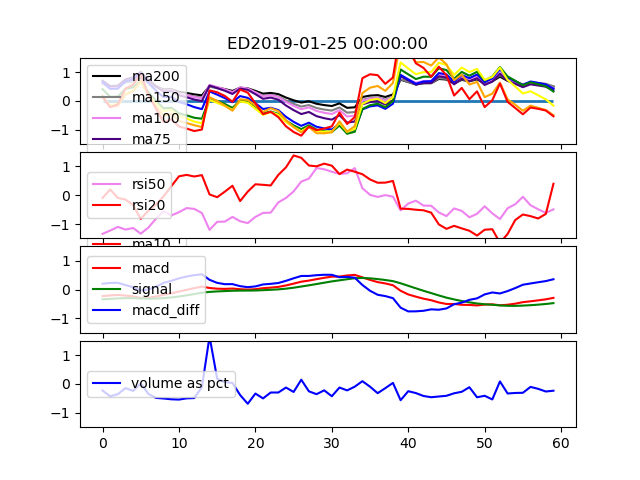 ED2019-01-25 00:00:00
1
0
−1
ma200
ma150
ma100
ma75
1
0
−1
rsi50
rsi20
ma10
1
0
−1
macd
signal
macd_diff
1
0
−1
volume as pct
0 10 20 30 40 50 60